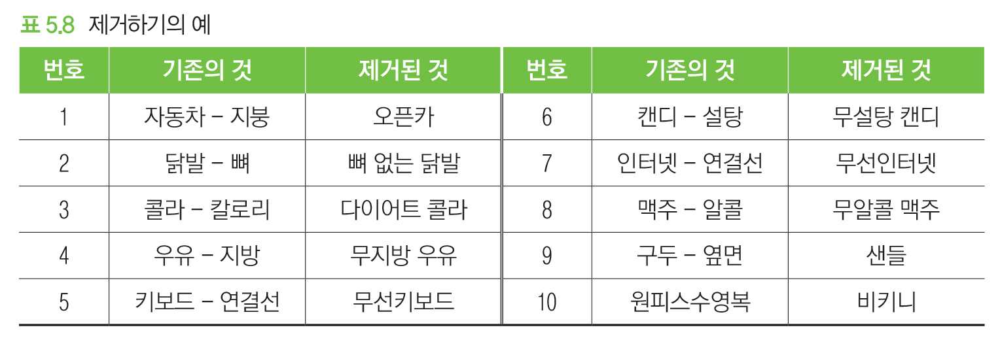 표 5.8 제거하기의 예
번호 기존의 것 제거된 것 번호 기존의 것 제거된 것
1 자동차 – 지붕 오픈카 6 캔디 – 설탕 무설탕 캔디
2 닭발 – 뼈 뼈 없는 닭발 7 인터넷 – 연결선 무선인터넷
3 콜라 – 칼로리 다이어트 콜라 8 맥주 – 알콜 무알콜 맥주
4 우유 – 지방 무지방 우유 9 구두 – 옆면 샌들
5 키보드 – 연결선 무선키보드 10 원피스수영복 비키니